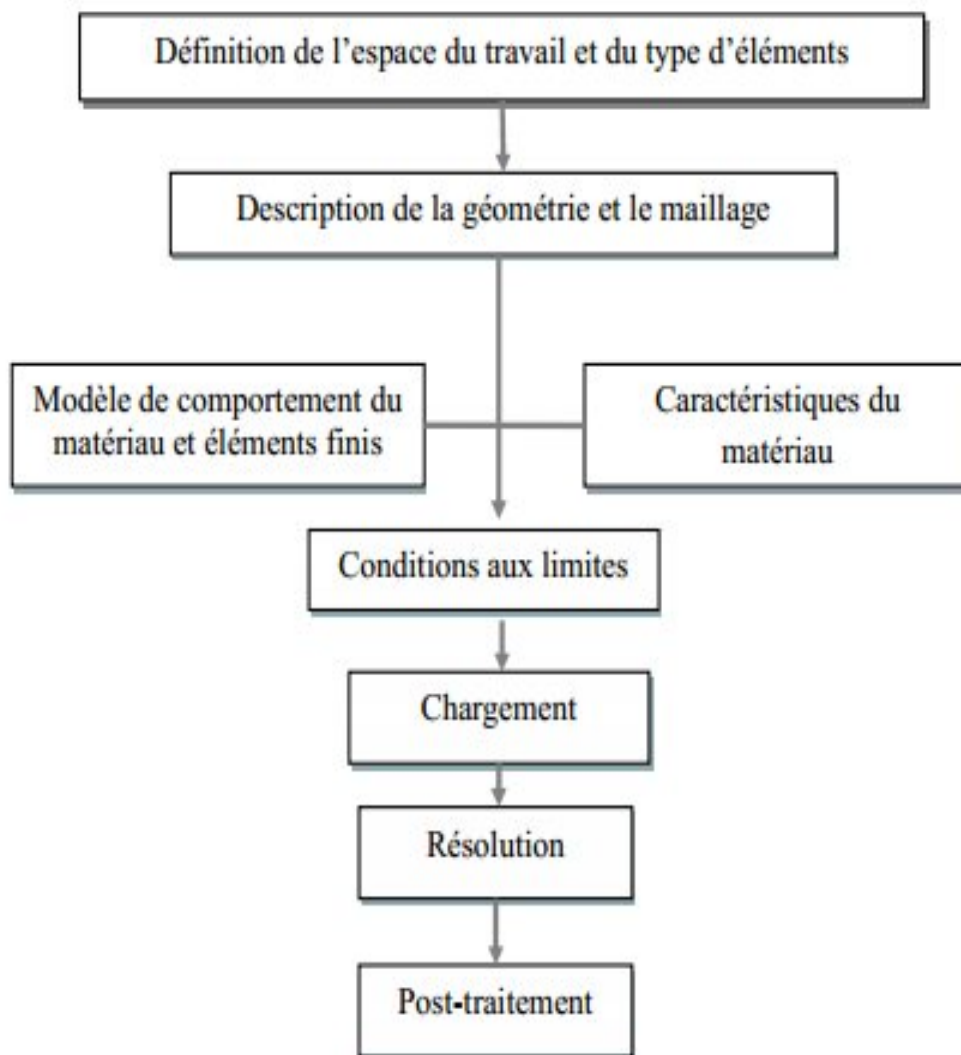 Définition de l’espace du travail et du type d’éléments
Description de la géométrie et le maillage
Modèle de comportement du
matériau et éléments finis
Caractéristiques du
matériau
Conditions aux limites
Chargement
Résolution
Post-traitement